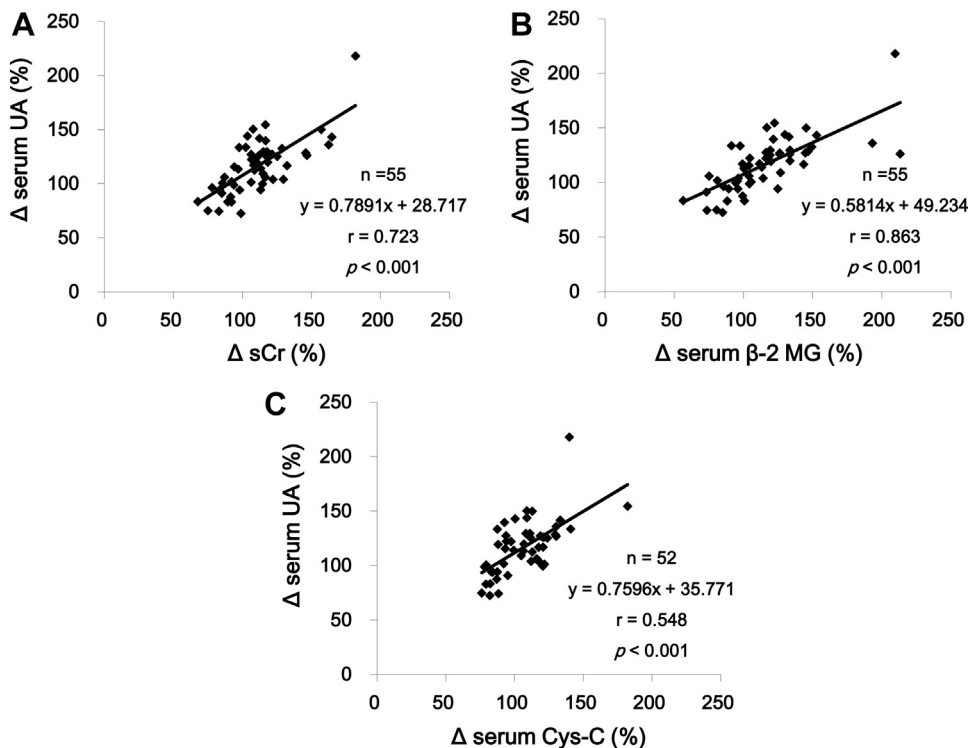 A
Δ serum UA (%)
250
200
150
100
50
0
n =55
y = 0.7891x + 28.717
r = 0.723
p < 0.001
0 50 100 150 200 250
Δ sCr (%)
B
Δ serum UA (%)
250
200
150
100
50
0
n =55
y = 0.5814x + 49.234
r = 0.863
p < 0.001
0 50 100 150 200 250
Δ serum β-2 MG (%)
C
Δ serum UA (%)
250
200
150
100
50
0
n = 52
y = 0.7596x + 35.771
r = 0.548
p < 0.001
0 50 100 150 200 250
Δ serum Cys-C (%)